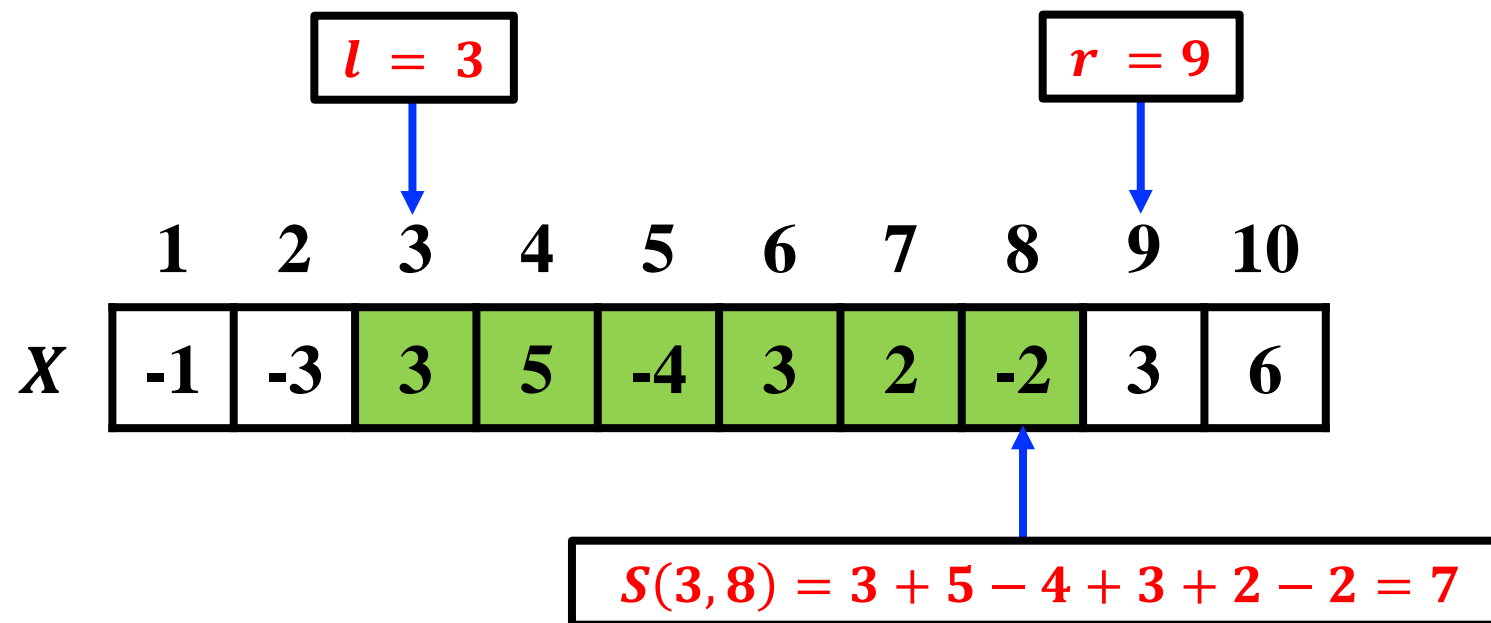 l = 3
r = 9
1 2 3 4 5 6 7 8 9 10
X -1 -3 3 5 -4 3 2 -2 3 6
S(3, 8) = 3 + 5 − 4 + 3 + 2 − 2 = 7